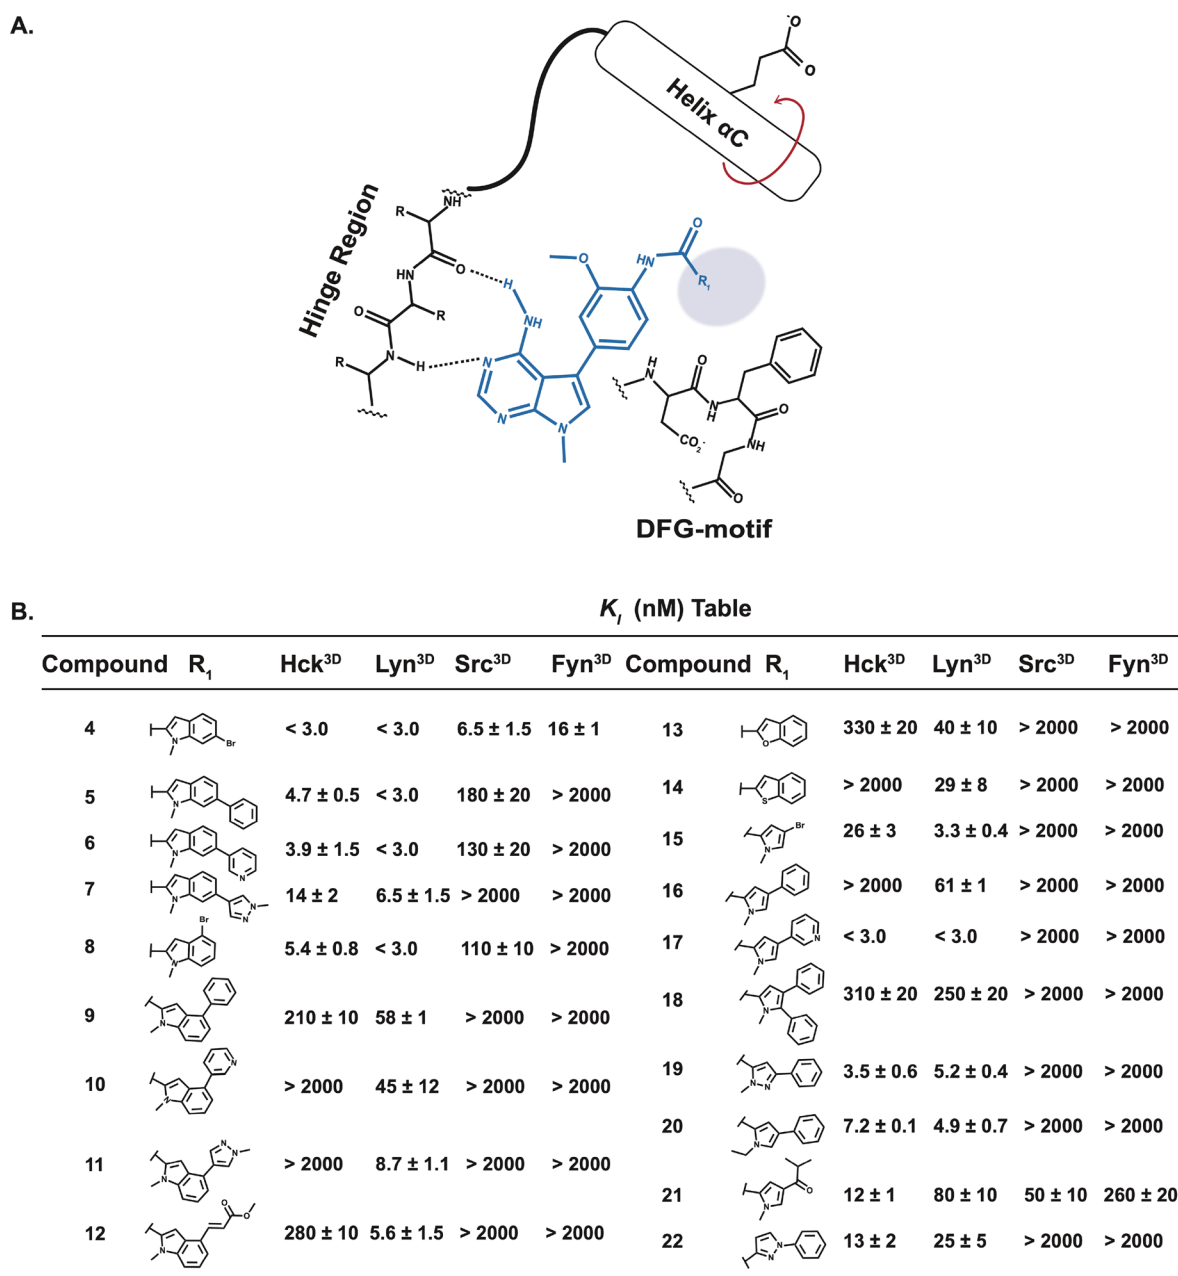 A.
O-
O
Helix αC
Hinge Region
NH
R
O
HN
R
O
N
H
R
H
NH
N
N
N
O
HN
O
R1
H
N
O
N
H
O
CO2-
NH
O
DFG-motif
B.
KI (nM) Table
Compound R1 Hck3D Lyn3D Src3D Fyn3D Compound R1 Hck3D Lyn3D Src3D Fyn3D
4 N Br < 3.0 < 3.0 6.5 ± 1.5 16 ± 1 13 O 330 ± 20 40 ± 10 > 2000 > 2000
5 N 4.7 ± 0.5 < 3.0 180 ± 20 > 2000 14 S > 2000 29 ± 8 > 2000 > 2000
6 N N 3.9 ± 1.5 < 3.0 130 ± 20 > 2000 15 N Br 26 ± 3 3.3 ± 0.4 > 2000 > 2000
7 N N N 14 ± 2 6.5 ± 1.5 > 2000 > 2000 16 N > 2000 61 ± 1 > 2000 > 2000
8 Br N 5.4 ± 0.8 < 3.0 110 ± 10 > 2000 17 N N < 3.0 < 3.0 > 2000 > 2000
9 N 210 ± 10 58 ± 1 > 2000 > 2000 18 N 310 ± 20 250 ± 20 > 2000 > 2000
10 N N > 2000 45 ± 12 > 2000 > 2000 19 N N 3.5 ± 0.6 5.2 ± 0.4 > 2000 > 2000
11 N N N > 2000 8.7 ± 1.1 > 2000 > 2000 20 N 7.2 ± 0.1 4.9 ± 0.7 > 2000 > 2000
12 O O N 280 ± 10 5.6 ± 1.5 > 2000 > 2000 21 N O 12 ± 1 80 ± 10 50 ± 10 260 ± 20
22 N N 13 ± 2 25 ± 5 > 2000 > 2000